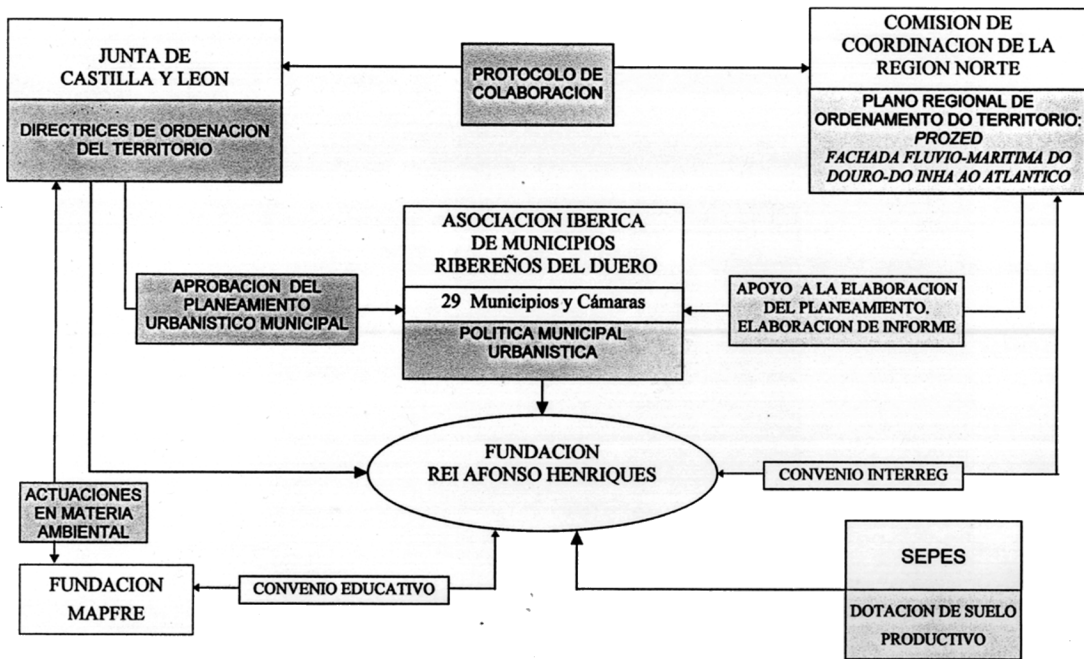 JUNTA DE
CASTILLA Y LEON
DIRECTRICES DE ORDENACION
DEL TERRITORIO
PROTOCOLO DE
COLABORACION
COMISION DE
COORDINACION DE LA
REGION NORTE
PLANO REGIONAL DE
ORDENAMENTO DO TERRITORIO:
PROZED
FACHADA FLUVIO-MARITIMA DO
DOURO-DO INHA AO ATLANTICO
ASOCIACION IBERICA
DE MUNICIPIOS
RIBEREÑOS DEL DUERO
29 Municipios y Cámaras
POLITICA MUNICIPAL
URBANISTICA
APROBACION DEL
PLANEAMIENTO
URBANISTICO MUNICIPAL
APOYO A LA ELABORACION
DEL PLANEAMIENTO.
ELABORACION DE INFORME
FUNDACION
REI AFONSO HENRIQUES
CONVENIO INTERREG
ACTUACIONES
EN MATERIA
AMBIENTAL
FUNDACION
MAPFRE
CONVENIO EDUCATIVO
SEPES
DOTACION DE SUELO
PRODUCTIVO